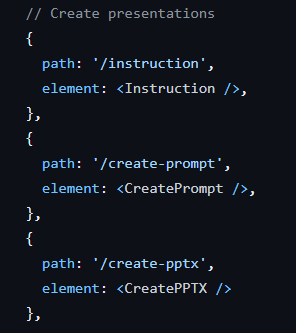 // Create presentations
{
path: '/instruction',
element: <Instruction />,
},
{
path: '/create-prompt',
element: <CreatePrompt />,
},
{
path: '/create-pptx',
element: <CreatePPTX />
},